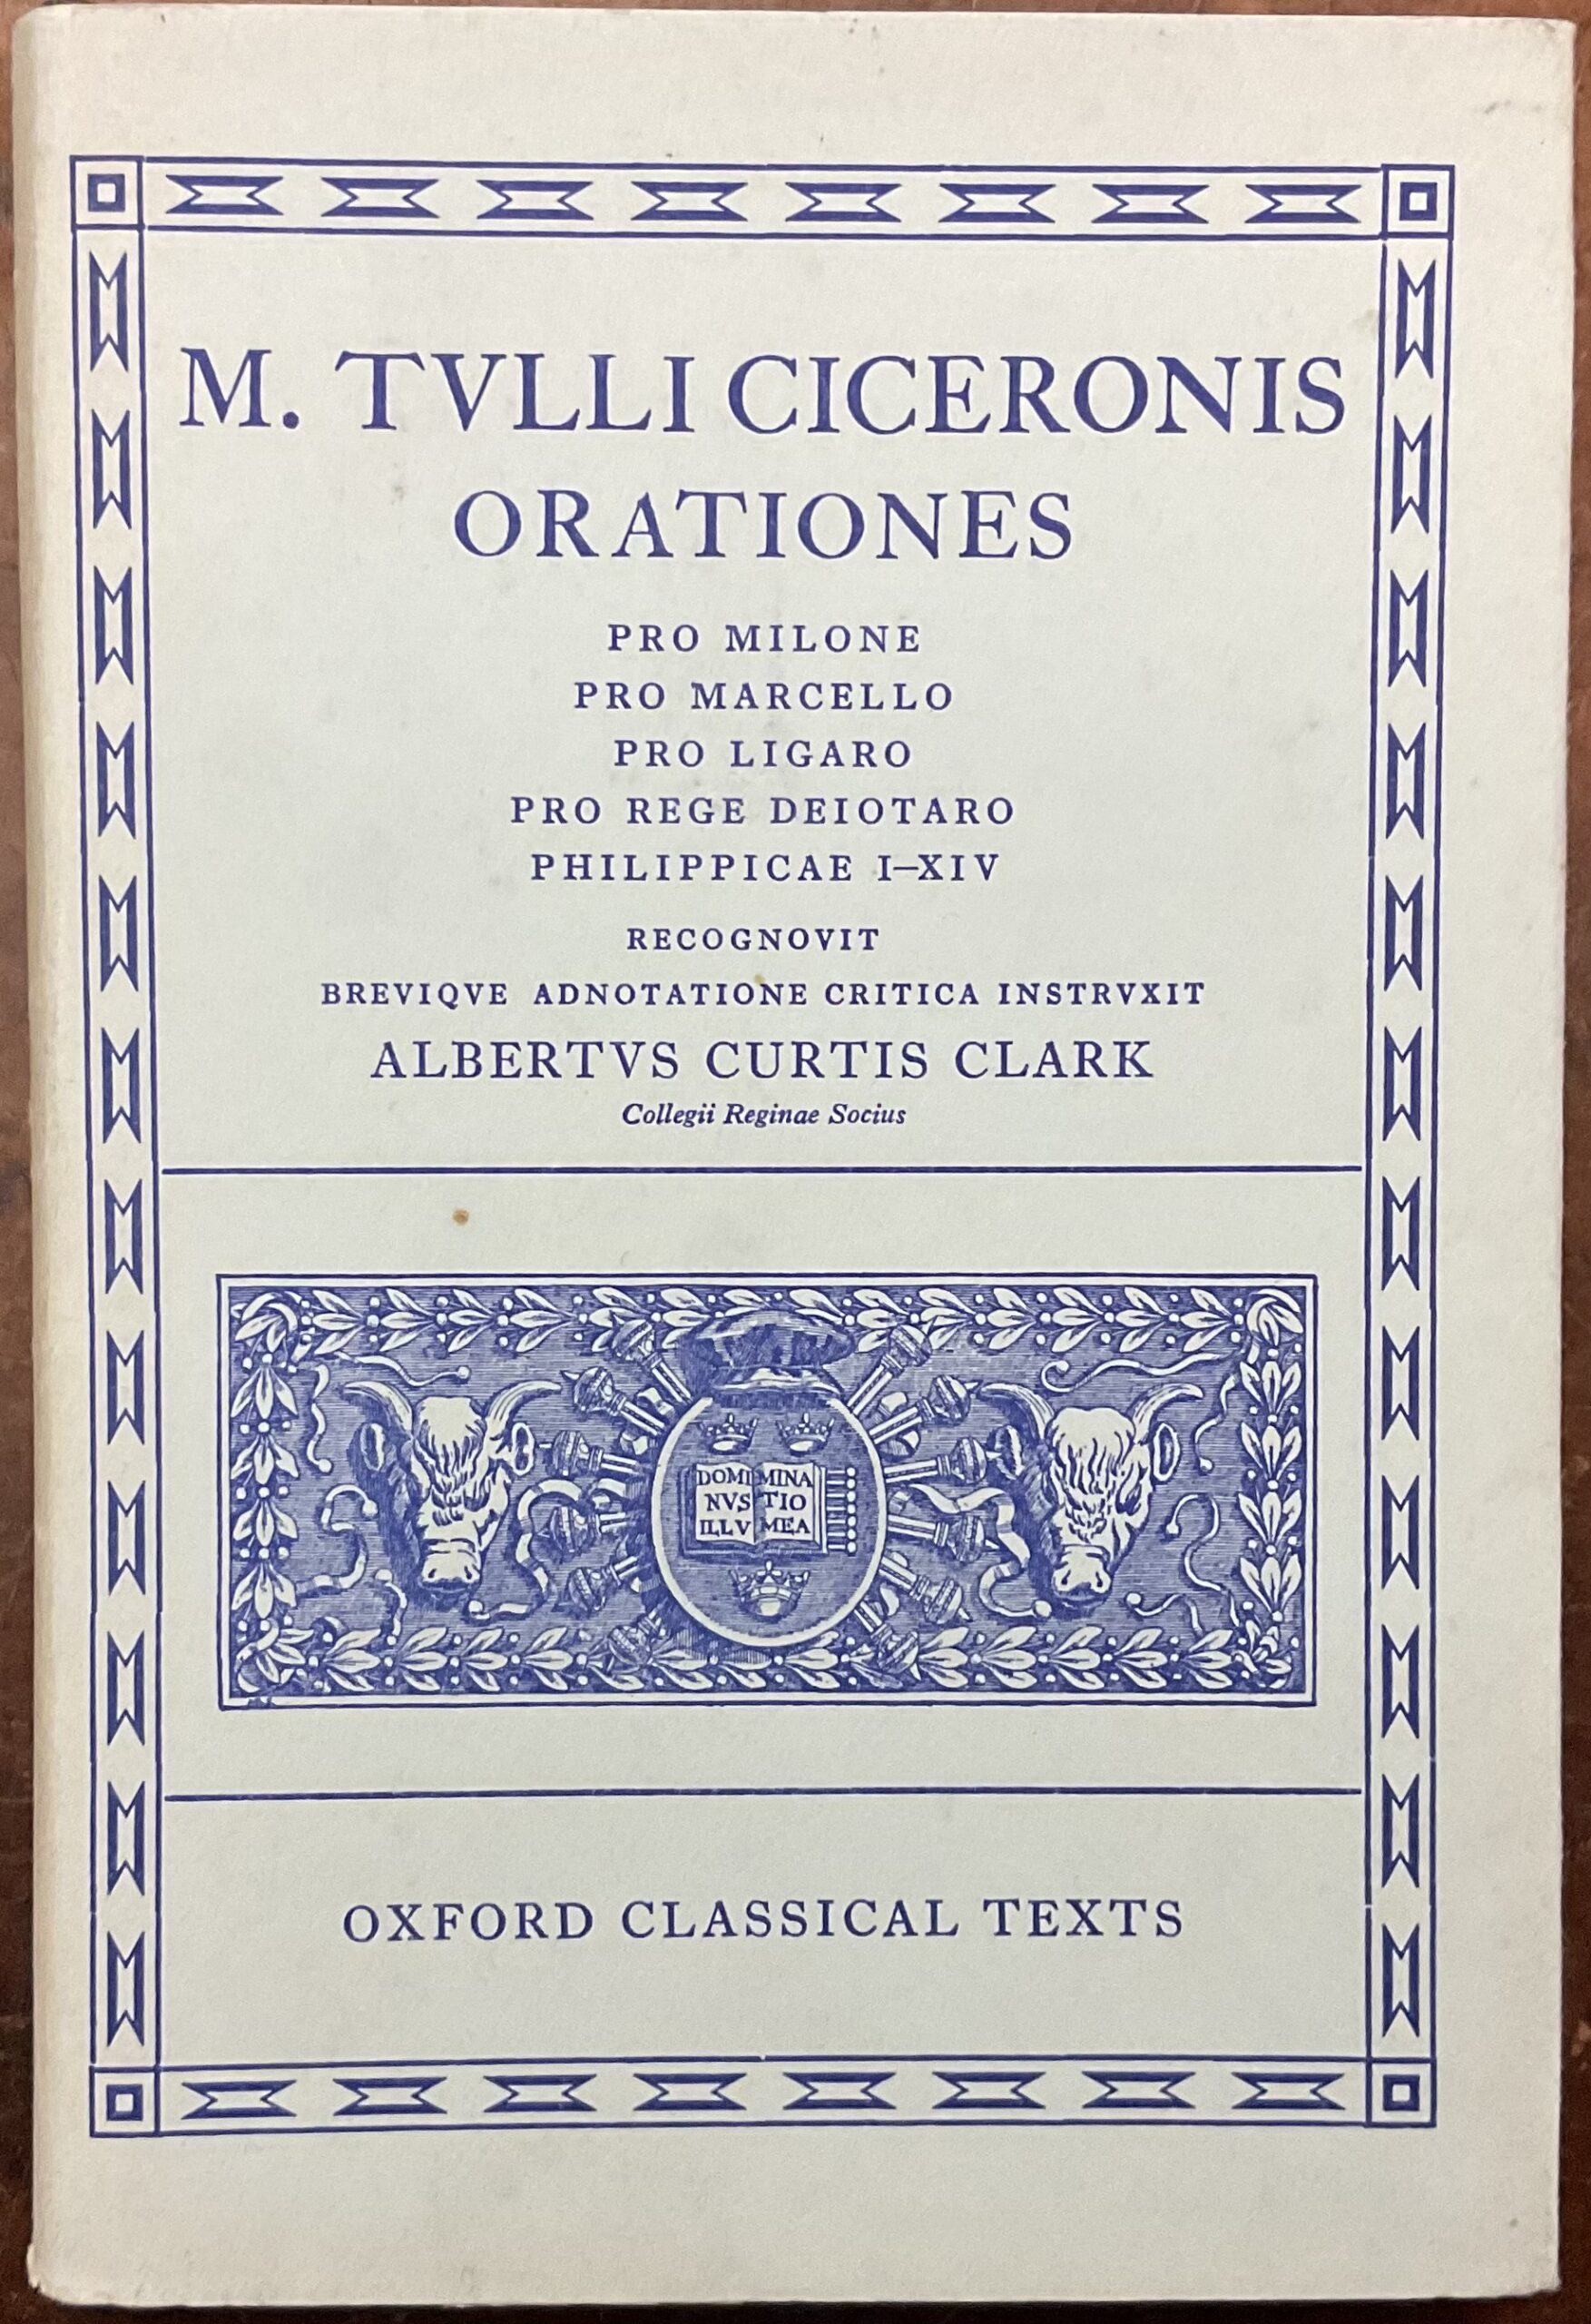 M. TVLLI CICERONIS
ORATIONES
PRO MILONE
PRO MARCELLO
PRO LIGARO
PRO REGE DEIOTARO
PHILIPPICAE I–XIV
RECOGNOVIT
BREVIQVE ADNOTATIONE CRITICA INSTRVXIT
ALBERTVS CURTIS CLARK
Collegii Reginae Socius
DOMI MINA
NVS TIO
ILLV MEA
OXFORD CLASSICAL TEXTS